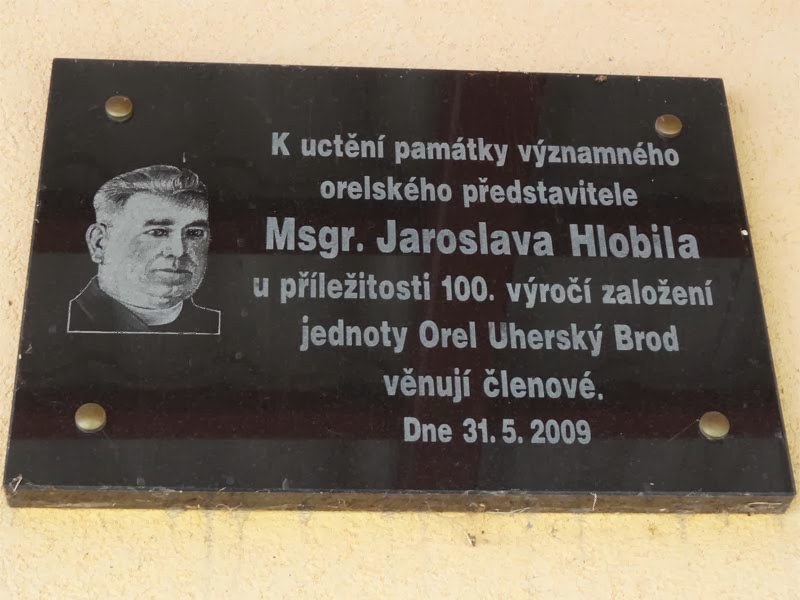 K uctění památky významného
orelského představitele
Msgr. Jaroslava Hlobila
u příležitosti 100. výročí založení
jednoty Orel Uherský Brod
věnují členové.
Dne 31. 5. 2009